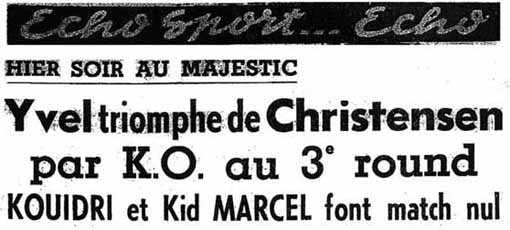 Echo Sport... Echo
HIER SOIR AU MAJESTIC
Yvel triomphe de Christensen
par K.O. au 3e round
KOUIDRI et Kid MARCEL font match nul